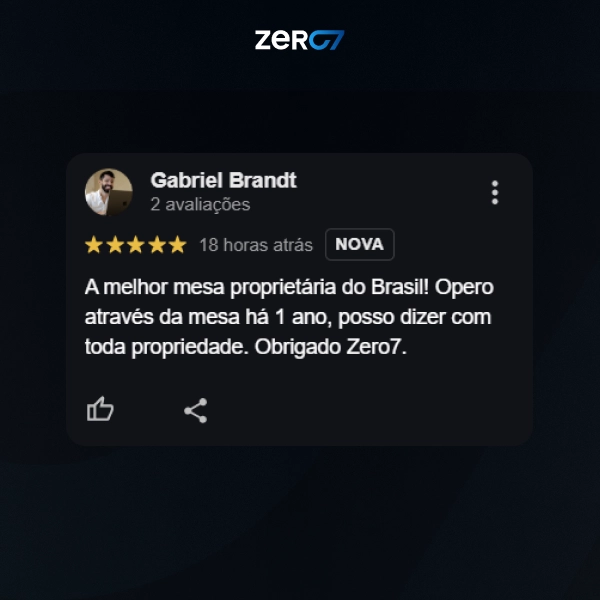 ZERO7
Gabriel Brandt
2 avaliações
18 horas atrás NOVA
A melhor mesa proprietária do Brasil! Opero
através da mesa há 1 ano, posso dizer com
toda propriedade. Obrigado Zero7.